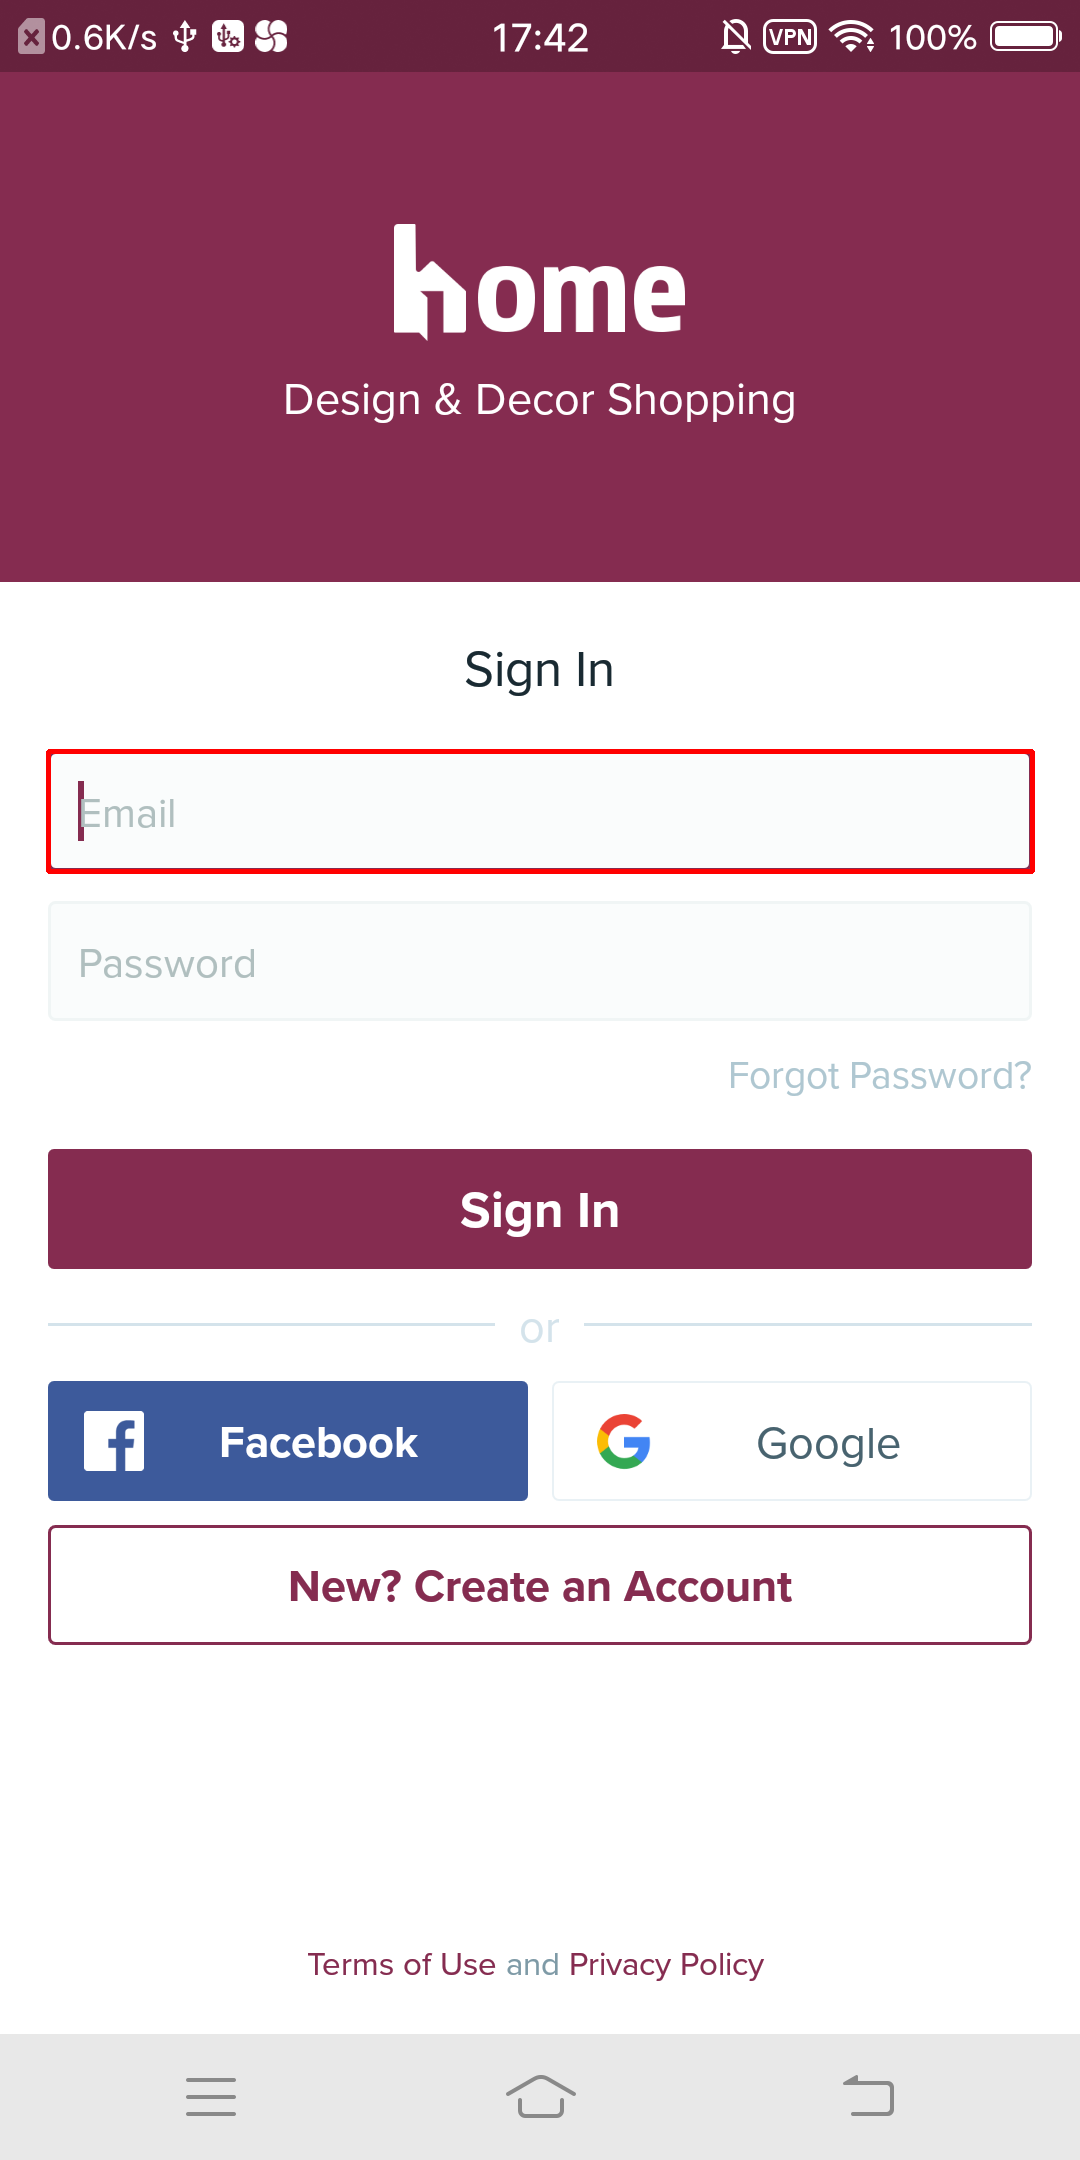 0.6K/s 17:42 VPN 100%
home
Design & Decor Shopping
Sign In
Email
Password
Forgot Password?
Sign In
or
Facebook Google
New? Create an Account
Terms of Use and Privacy Policy